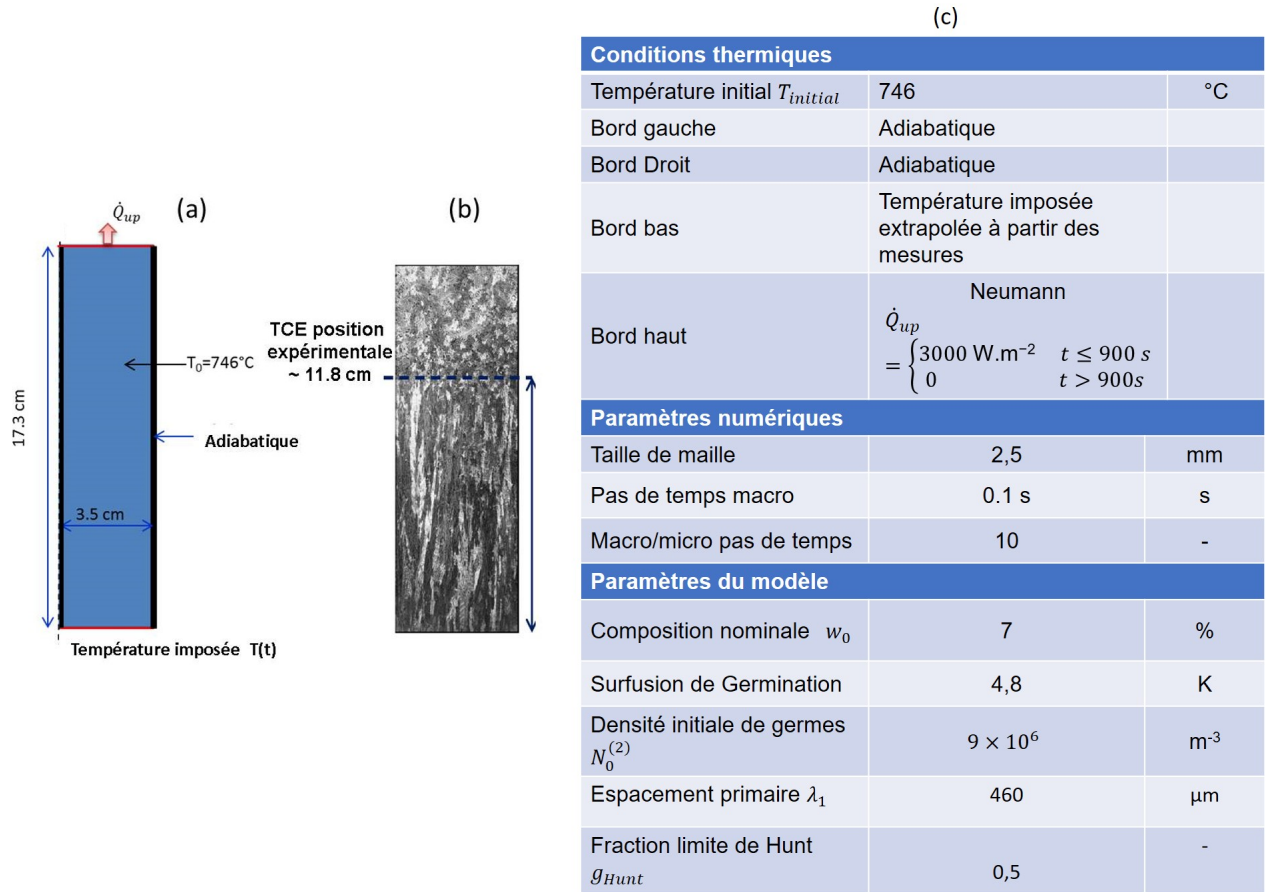 (a)
Q̇up
T0=746°C
17.3 cm
Adiabatique
3.5 cm
Température imposée T(t)
(b)
TCE position
expérimentale
~ 11.8 cm
(c)
Conditions thermiques
Température initial Tinitial 746 °C
Bord gauche Adiabatique
Bord Droit Adiabatique
Bord bas Température imposée
extrapolée à partir des
mesures
Bord haut Neumann
Q̇up
= {3000 W.m−2 t ≤ 900 s
0 t > 900s
Paramètres numériques
Taille de maille 2,5 mm
Pas de temps macro 0.1 s s
Macro/micro pas de temps 10 -
Paramètres du modèle
Composition nominale w0 7 %
Surfusion de Germination 4,8 K
Densité initiale de germes
N0(2) 9 × 10^6 m-3
Espacement primaire λ1 460 µm
Fraction limite de Hunt -
gHunt 0,5